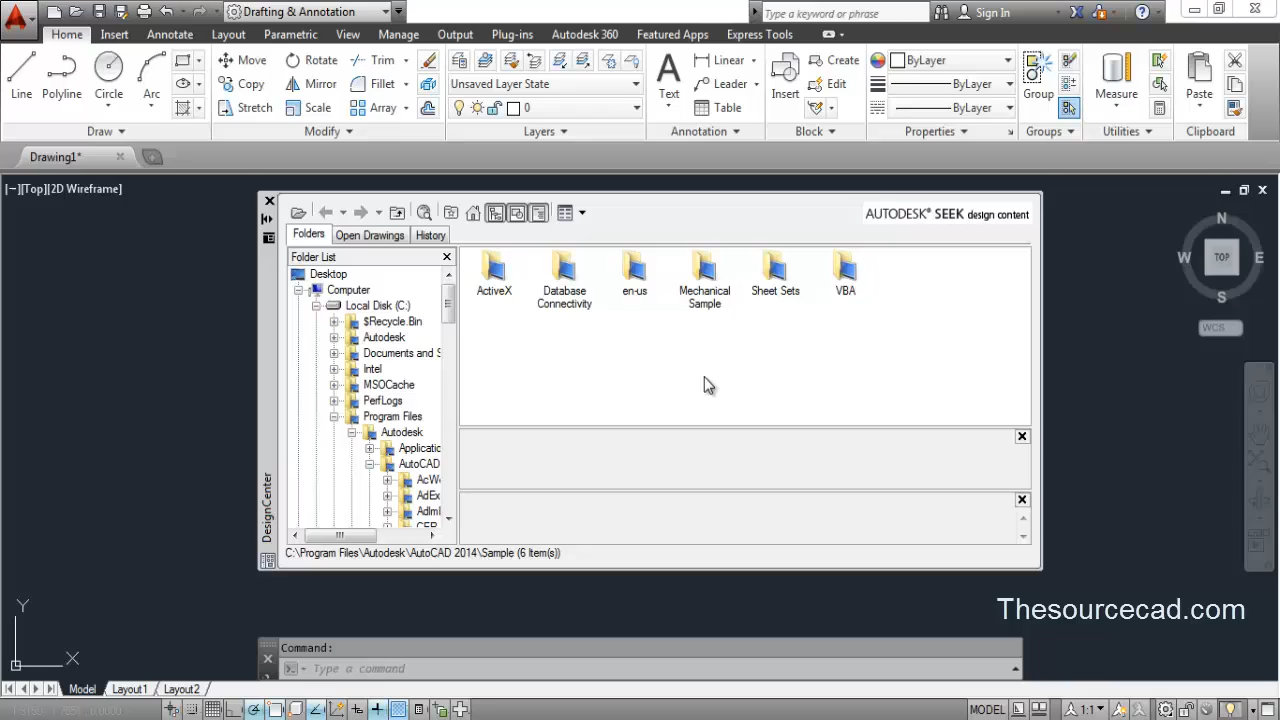 Drafting & Annotation
Type a keyword or phrase
Sign In
Home Insert Annotate Layout Parametric View Manage Output Plug-ins Autodesk 360 Featured Apps Express Tools
Line
Polyline
Circle
Arc
Draw
Move
Rotate
Trim
Copy
Mirror
Fillet
Stretch
Scale
Array
Modify
Unsaved Layer State
0
Layers
Text
Linear
Leader
Table
Annotation
Insert
Create
Edit
Block
ByLayer
ByLayer
ByLayer
Properties
Group
Groups
Measure
Utilities
Paste
Clipboard
Drawing1*
[−][Top][2D Wireframe]
AUTODESK® SEEK design content
Folders Open Drawings History
Folder List
Desktop
Computer
Local Disk (C:)
$Recycle.Bin
Autodesk
Documents and S
Intel
MSOCache
PerfLogs
Program Files
Autodesk
Applicatic
AutoCAD
AcW
AdEx
AdmI
CER
ActiveX
Database
Connectivity
en-us
Mechanical
Sample
Sheet Sets
VBA
DesignCenter
C:\Program Files\Autodesk\AutoCAD 2014\Sample (6 Item(s))
N
W TOP E
S
WCS
Thesourcecad.com
Y
X
Command:
Type a command
Model Layout1 Layout2
MODEL
1:1